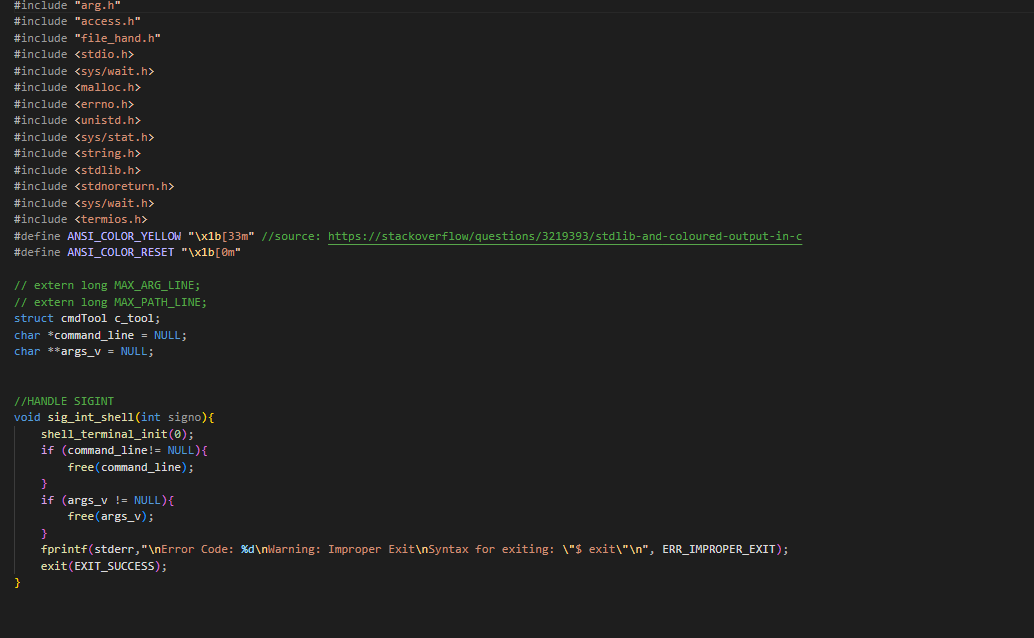 #include "arg.h"
#include "access.h"
#include "file_hand.h"
#include <stdio.h>
#include <sys/wait.h>
#include <malloc.h>
#include <errno.h>
#include <unistd.h>
#include <sys/stat.h>
#include <string.h>
#include <stdlib.h>
#include <stdnoreturn.h>
#include <sys/wait.h>
#include <termios.h>
#define ANSI_COLOR_YELLOW "\x1b[33m" //source: https://stackoverflow/questions/3219393/stdlib-and-coloured-output-in-c
#define ANSI_COLOR_RESET "\x1b[0m"
// extern long MAX_ARG_LINE;
// extern long MAX_PATH_LINE;
struct cmdTool c_tool;
char *command_line = NULL;
char **args_v = NULL;
//HANDLE SIGINT
void sig_int_shell(int signo){
    shell_terminal_init(0);
    if (command_line!= NULL){
        free(command_line);
    }
    if (args_v != NULL){
        free(args_v);
    }
    fprintf(stderr,"\nError Code: %d\nWarning: Improper Exit\nSyntax for exiting: \"$ exit\"\n", ERR_IMPROPER_EXIT);
    exit(EXIT_SUCCESS);
}